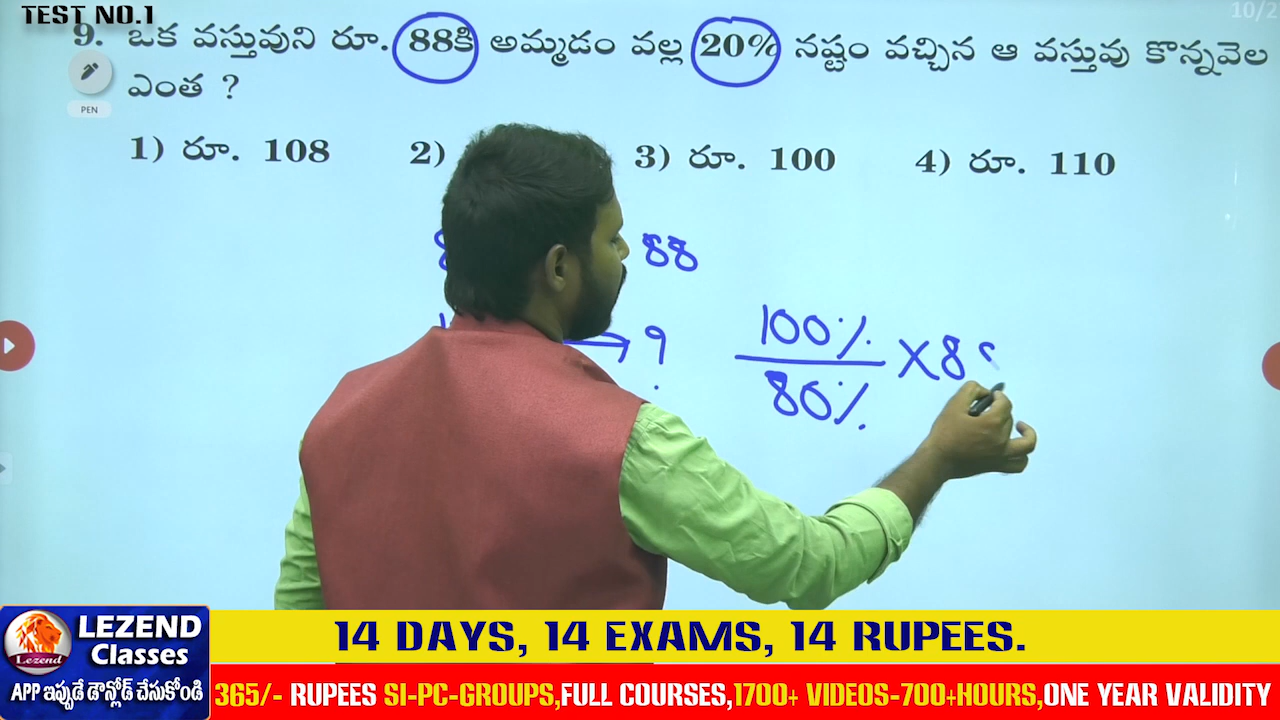 TEST NO.1
10/2
9. ఒక వస్తువుని రూ. 88కి అమ్మడం వల్ల 20% నష్టం వచ్చిన ఆ వస్తువు కొన్నవెల
ఎంత ?
PEN
1) రూ. 108 2) 3) రూ. 100 4) రూ. 110
88
100%
9
80%
×8
LEZEND
Classes
Lezend
APP ఇప్పుడే డౌన్లోడ్ చేసుకోండి
14 DAYS, 14 EXAMS, 14 RUPEES.
365/- RUPEES SI-PC-GROUPS,FULL COURSES,1700+ VIDEOS-700+HOURS,ONE YEAR VALIDITY